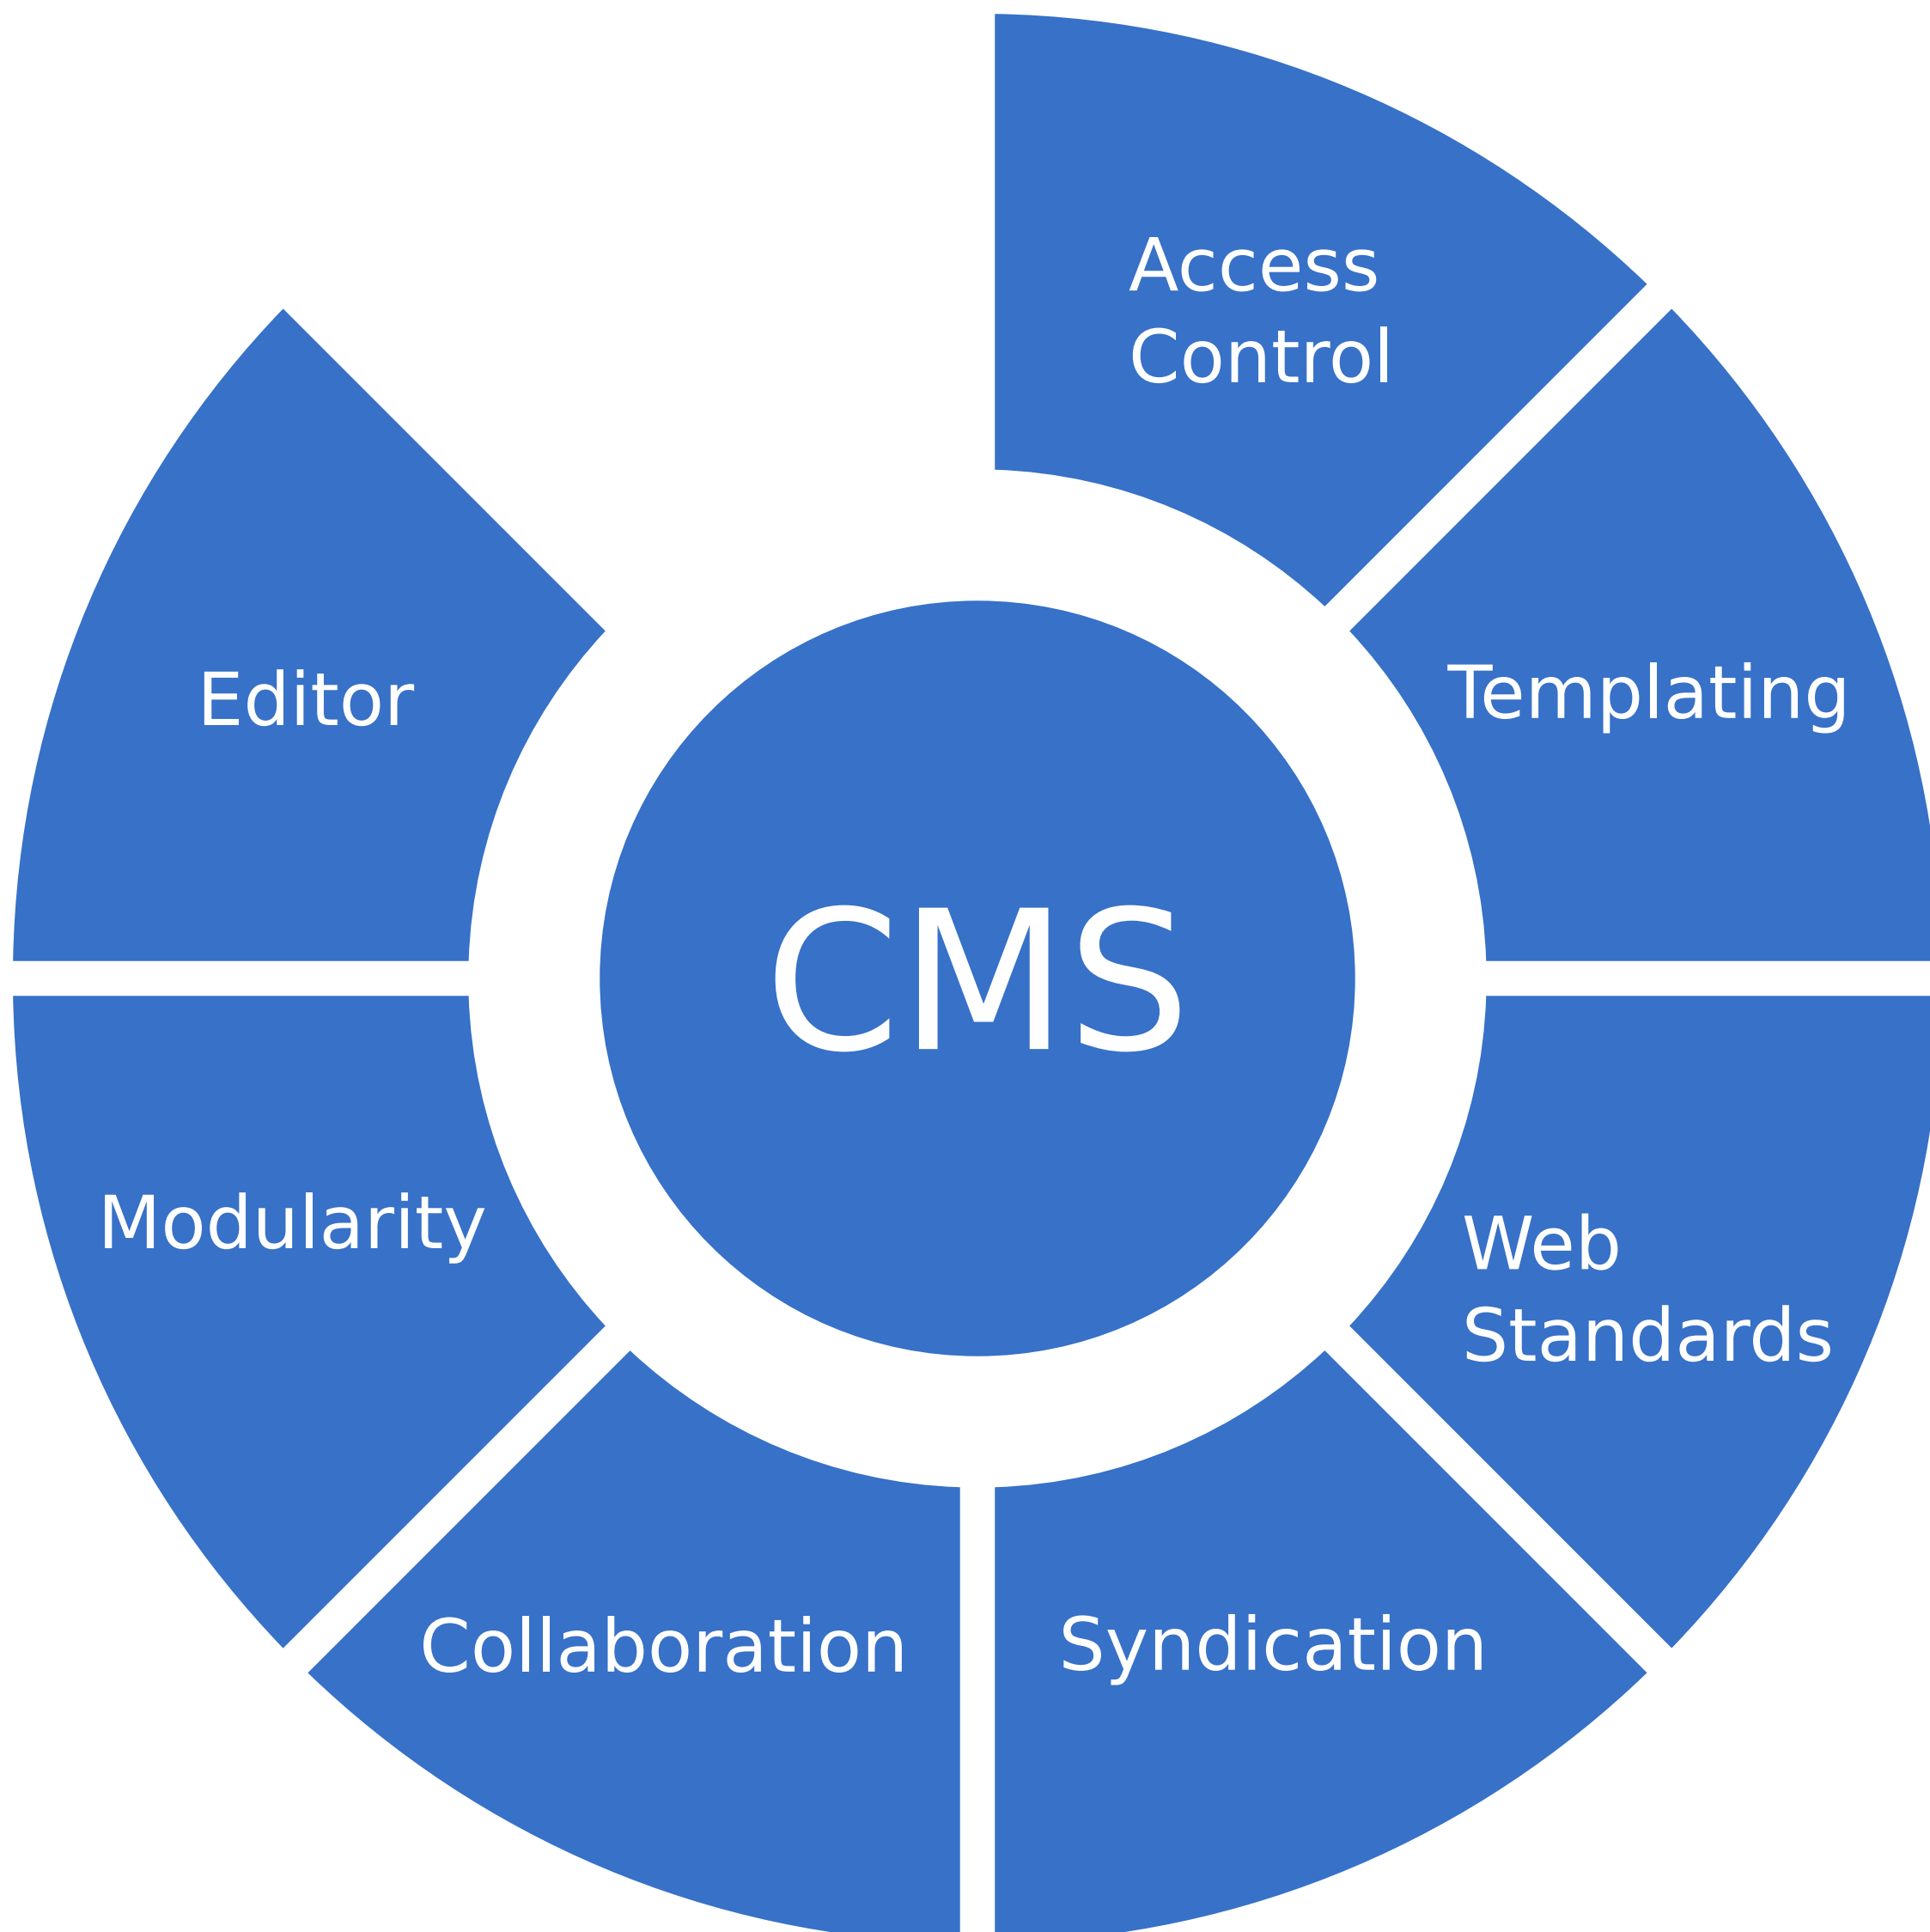 Access
Control
Templating
Web
Standards
Syndication
Collaboration
Modularity
Editor
CMS